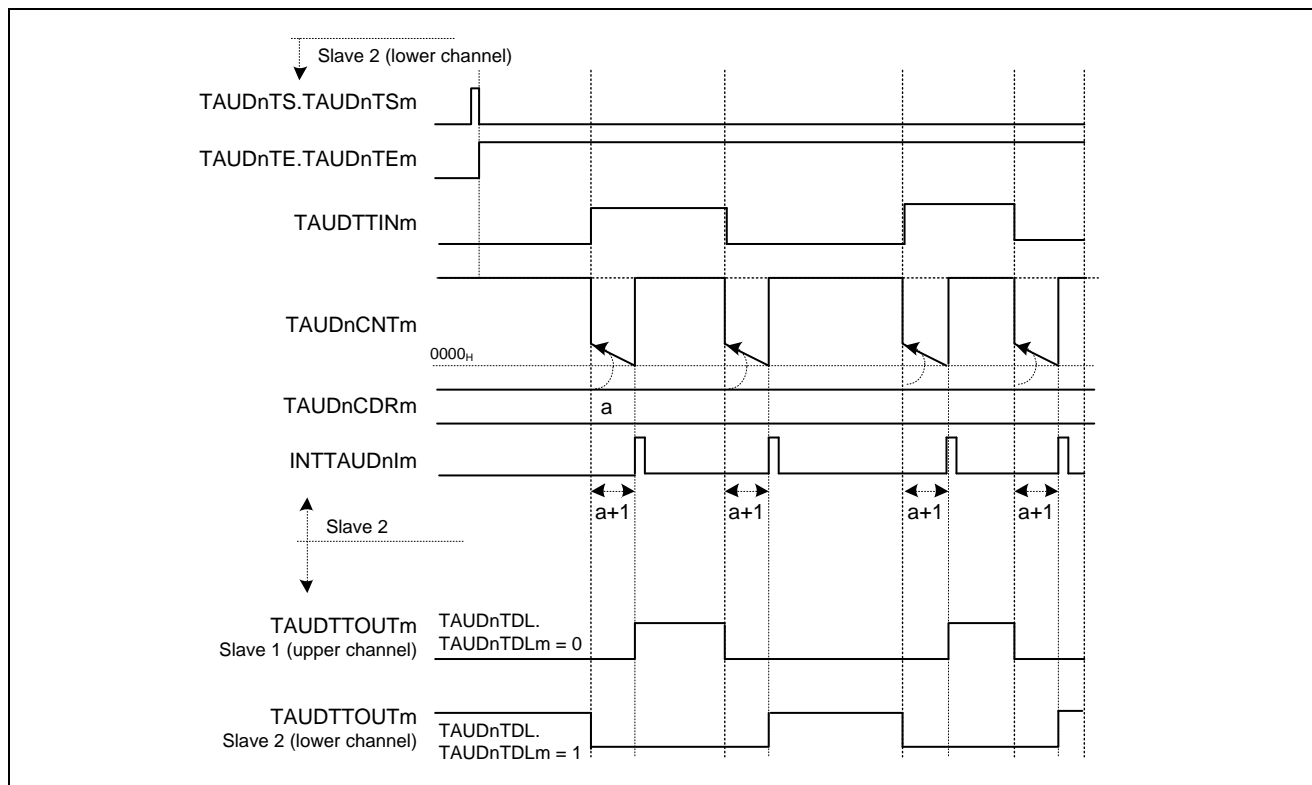 Slave 2 (lower channel)
TAUDnTS.TAUDnTSm
TAUDnTE.TAUDnTEm
TAUDTTINm
TAUDnCNTm
0000H
TAUDnCDRm
a
INTTAUDnIm
a+1 a+1 a+1 a+1
Slave 2
TAUDTTOUTm
Slave 1 (upper channel)
TAUDnTDL.
TAUDnTDLm = 0
TAUDTTOUTm
Slave 2 (lower channel)
TAUDnTDL.
TAUDnTDLm = 1